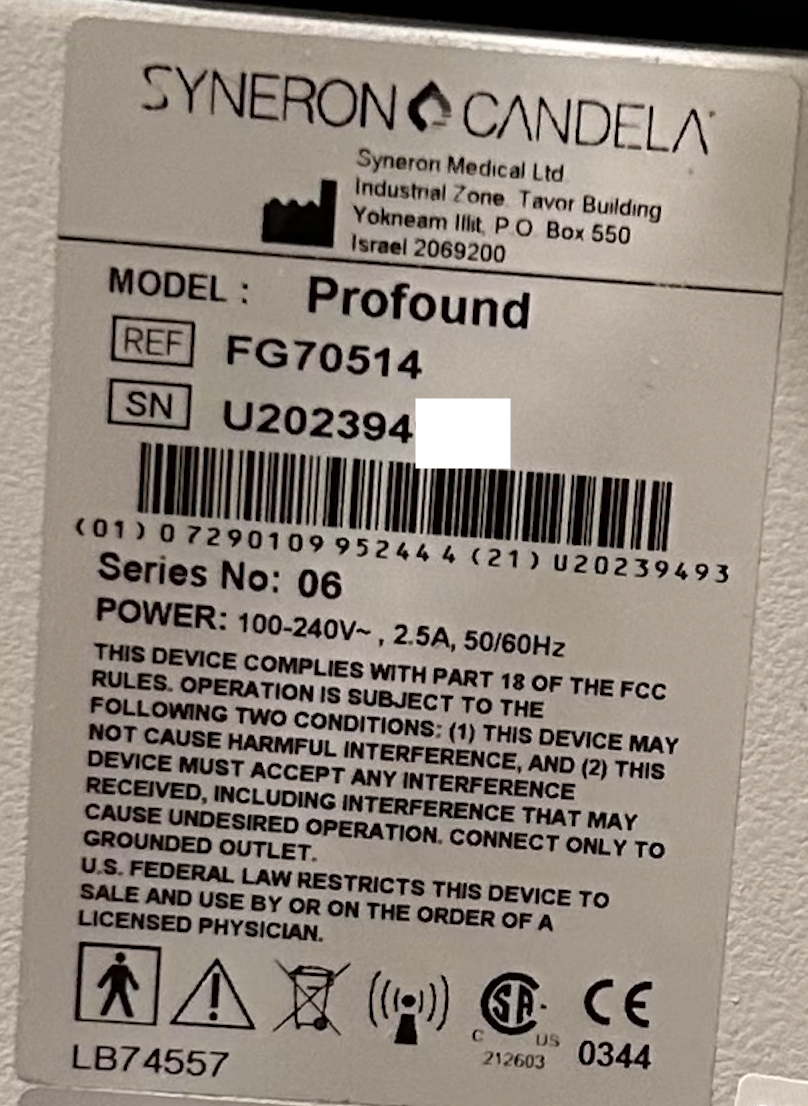 SYNERON CANDELA
Syneron Medical Ltd.
Industrial Zone, Tavor Building
Yokneam Illit, P.O. Box 550
Israel 2069200
MODEL : Profound
REF FG70514
SN U202394
(01) 0 7290109 95244 4 (21) U20239493
Series No: 06
POWER: 100-240V~ , 2.5A, 50/60Hz
THIS DEVICE COMPLIES WITH PART 18 OF THE FCC
RULES. OPERATION IS SUBJECT TO THE
FOLLOWING TWO CONDITIONS: (1) THIS DEVICE MAY
NOT CAUSE HARMFUL INTERFERENCE, AND (2) THIS
DEVICE MUST ACCEPT ANY INTERFERENCE
RECEIVED, INCLUDING INTERFERENCE THAT MAY
CAUSE UNDESIRED OPERATION. CONNECT ONLY TO
GROUNDED OUTLET.
U.S. FEDERAL LAW RESTRICTS THIS DEVICE TO
SALE AND USE BY OR ON THE ORDER OF A
LICENSED PHYSICIAN.
SA CE
C US
212603 0344
LB74557